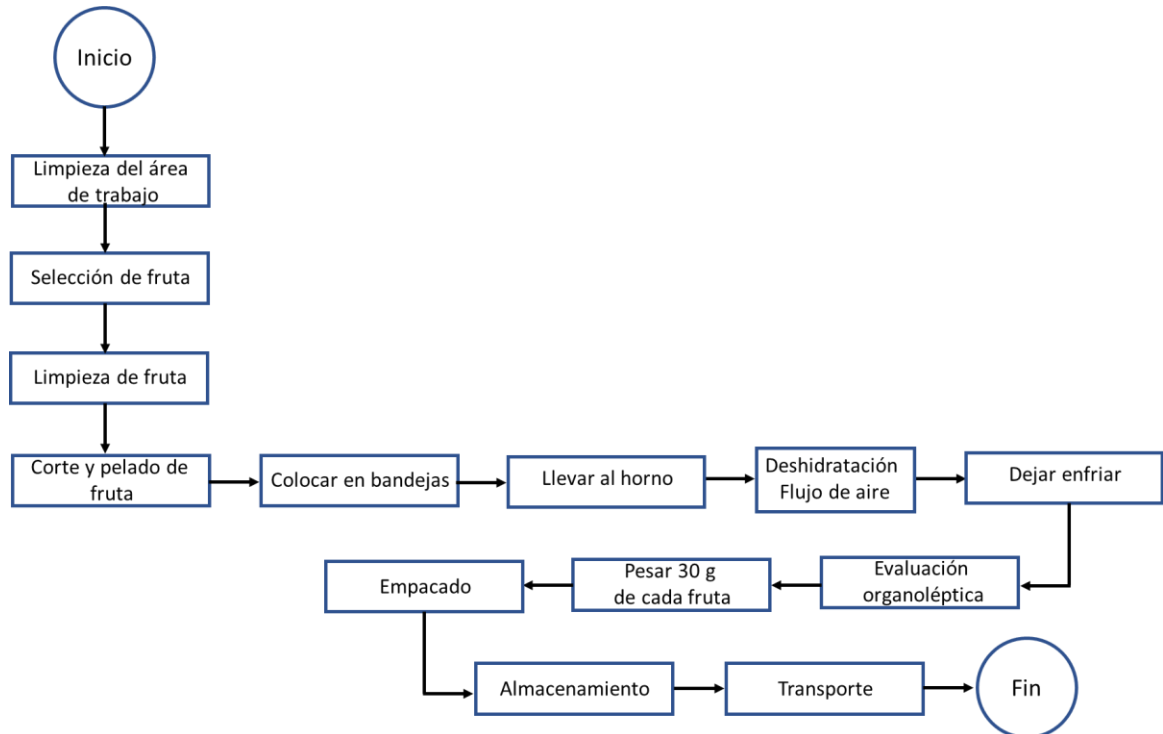 Inicio
Limpieza del área
de trabajo
Selección de fruta
Limpieza de fruta
Corte y pelado de
fruta
Colocar en bandejas
Llevar al horno
Deshidratación
Flujo de aire
Dejar enfriar
Evaluación
organoléptica
Pesar 30 g
de cada fruta
Empacado
Almacenamiento
Transporte
Fin